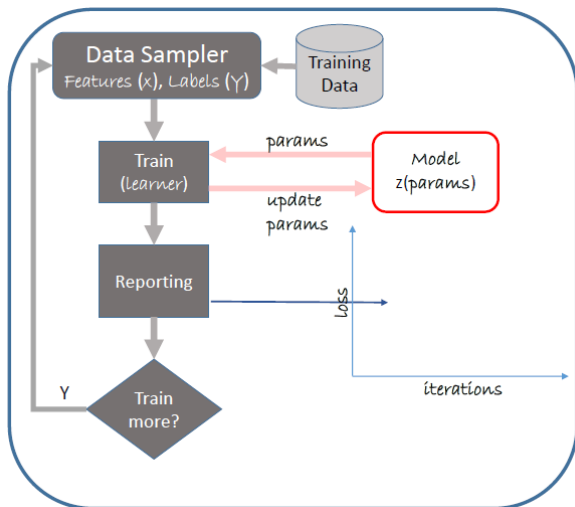 Data Sampler
Features (x), Labels (Y)
Training
Data
params
Train
(learner)
Model
z(params)
update
params
Reporting
loss
iterations
Y
Train
more?